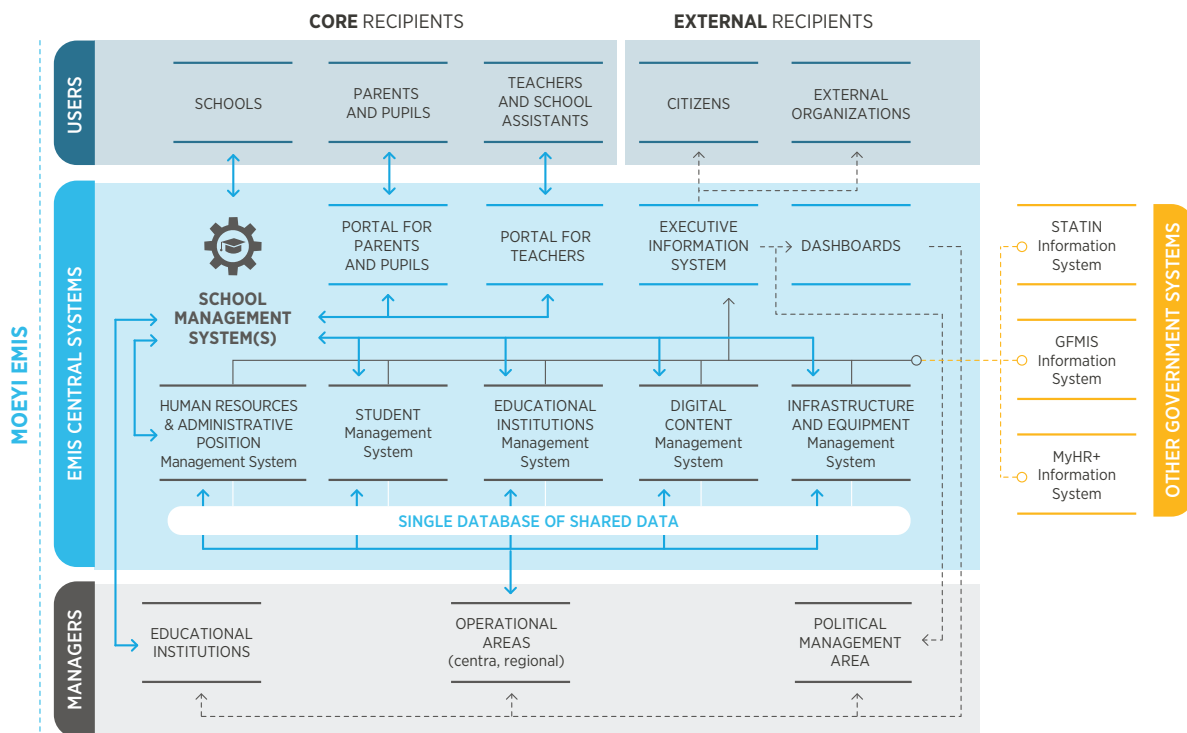 CORE RECIPIENTS
EXTERNAL RECIPIENTS
MOEYI EMIS
USERS
SCHOOLS
PARENTS
AND PUPILS
TEACHERS
AND SCHOOL
ASSISTANTS
CITIZENS
EXTERNAL
ORGANIZATIONS
EMIS CENTRAL SYSTEMS
SCHOOL
MANAGEMENT
SYSTEM(S)
PORTAL FOR
PARENTS
AND PUPILS
PORTAL FOR
TEACHERS
EXECUTIVE
INFORMATION
SYSTEM
DASHBOARDS
HUMAN RESOURCES
& ADMINISTRATIVE
POSITION
Management System
STUDENT
Management
System
EDUCATIONAL
INSTITUTIONS
Management
System
DIGITAL
CONTENT
Management
System
INFRASTRUCTURE
AND EQUIPMENT
Management
System
SINGLE DATABASE OF SHARED DATA
OTHER GOVERNMENT SYSTEMS
STATIN
Information
System
GFMIS
Information
System
MyHR+
Information
System
MANAGERS
EDUCATIONAL
INSTITUTIONS
OPERATIONAL
AREAS
(centra, regional)
POLITICAL
MANAGEMENT
AREA